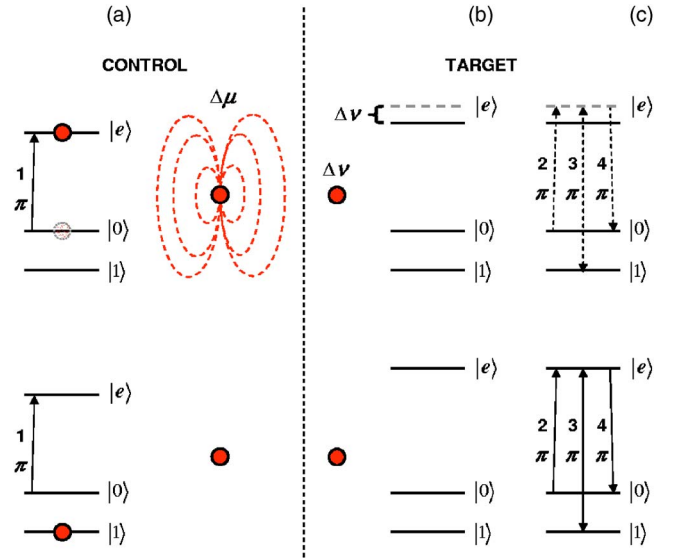 (a) (b) (c)
CONTROL TARGET
Δμ |e⟩ |e⟩
|e⟩ Δν
1 Δν 2 3 4
π π π π
|0⟩ |0⟩ |0⟩
|1⟩ |1⟩ |1⟩
|e⟩ |e⟩
|e⟩
1 2 3 4
π π π π
|0⟩ |0⟩ |0⟩
|1⟩ |1⟩ |1⟩